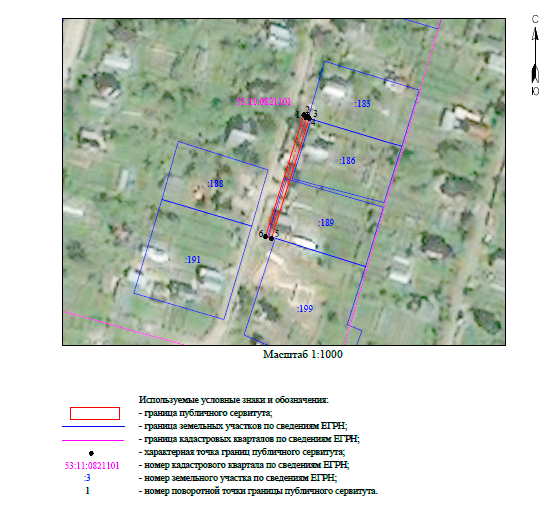 С
Ю
:183
53:11:0821101
2
1
3
4
:186
:188
:189
6
5
:191
:199
Масштаб 1:1000
Используемые условные знаки и обозначения:
- граница публичного сервитута;
- граница земельных участков по сведениям ЕГРН;
- граница кадастровых кварталов по сведениям ЕГРН;
- характерная точка границ публичного сервитута;
53:11:0821101 - номер кадастрового квартала по сведениям ЕГРН;
:3 - номер земельного участка по сведениям ЕГРН;
1 - номер поворотной точки границы публичного сервитута.